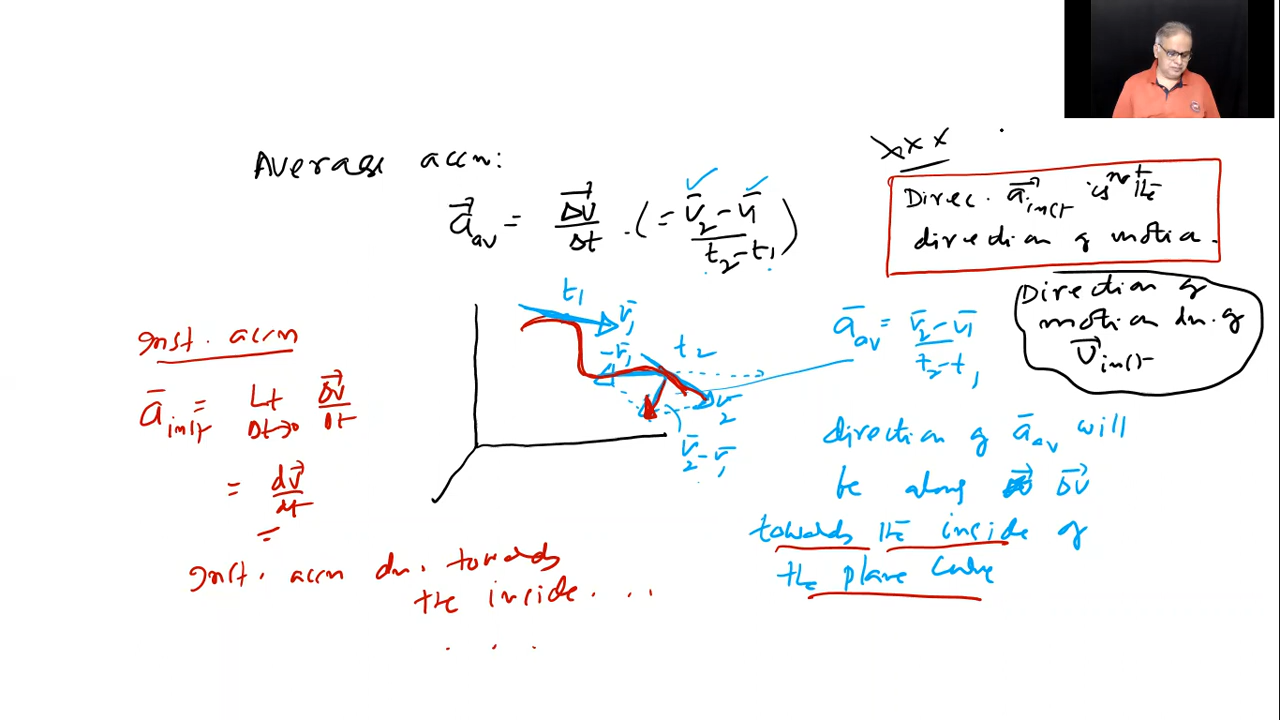 Average accn:
a⃗av = Δv⃗/Δt . (= v̄2 - v̄1 / t2 - t1)
xxx
Direc. a⃗inst is not the
direction of motion.
Direction of
motion dn. of
v⃗inst
t1
v̄1
-v̄1
t2
v̄2
v̄2 - v̄1
āav = v̄2 - v̄1 / t2 - t1
direction of āav will
be along Δv⃗
towards the inside of
the plane curve
Inst. accn
āinst = Lt Δt→0 Δv⃗/Δt
= dv⃗/dt
Inst. accn dn. towards
the inside. . .
. . .